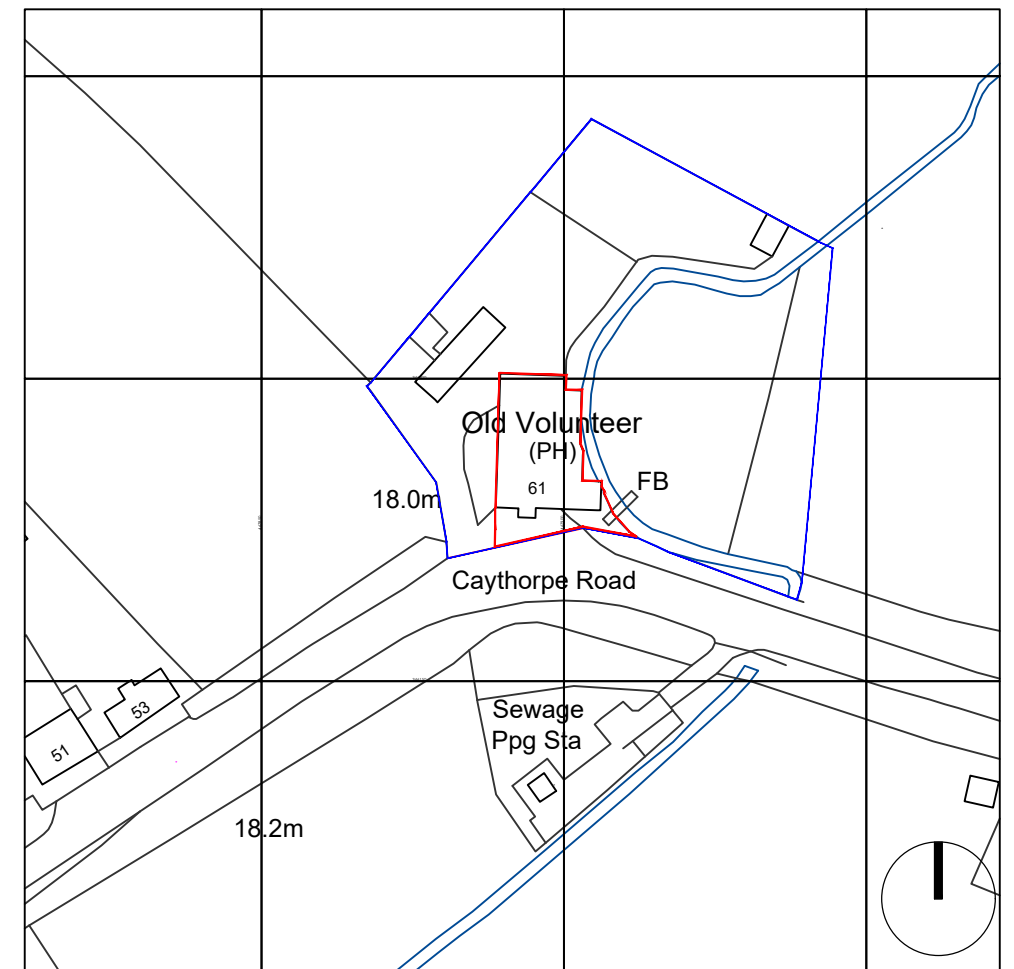 Old Volunteer
(PH)
61
FB
18.0m
Caythorpe Road
53
51
Sewage
Ppg Sta
18.2m